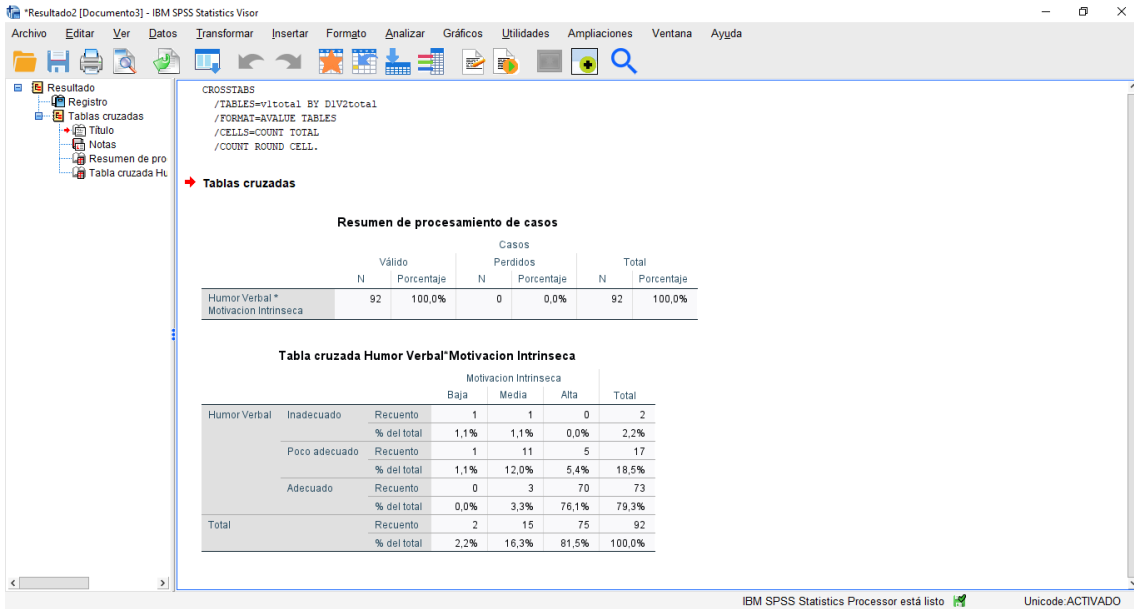 *Resultado2 [Documento3] - IBM SPSS Statistics Visor
Archivo Editar Ver Datos Transformar Insertar Formato Analizar Gráficos Utilidades Ampliaciones Ventana Ayuda
Resultado
Registro
Tablas cruzadas
Título
Notas
Resumen de pro
Tabla cruzada Hu
CROSSTABS
/TABLES=v1total BY D1V2total
/FORMAT=AVALUE TABLES
/CELLS=COUNT TOTAL
/COUNT ROUND CELL.
Tablas cruzadas
Resumen de procesamiento de casos
Casos
Válido Perdidos Total
N Porcentaje N Porcentaje N Porcentaje
Humor Verbal * Motivacion Intrinseca 92 100,0% 0 0,0% 92 100,0%
Tabla cruzada Humor Verbal*Motivacion Intrinseca
Motivacion Intrinseca
Baja Media Alta Total
Humor Verbal Inadecuado Recuento 1 1 0 2
% del total 1,1% 1,1% 0,0% 2,2%
Poco adecuado Recuento 1 11 5 17
% del total 1,1% 12,0% 5,4% 18,5%
Adecuado Recuento 0 3 70 73
% del total 0,0% 3,3% 76,1% 79,3%
Total Recuento 2 15 75 92
% del total 2,2% 16,3% 81,5% 100,0%
IBM SPSS Statistics Processor está listo Unicode:ACTIVADO